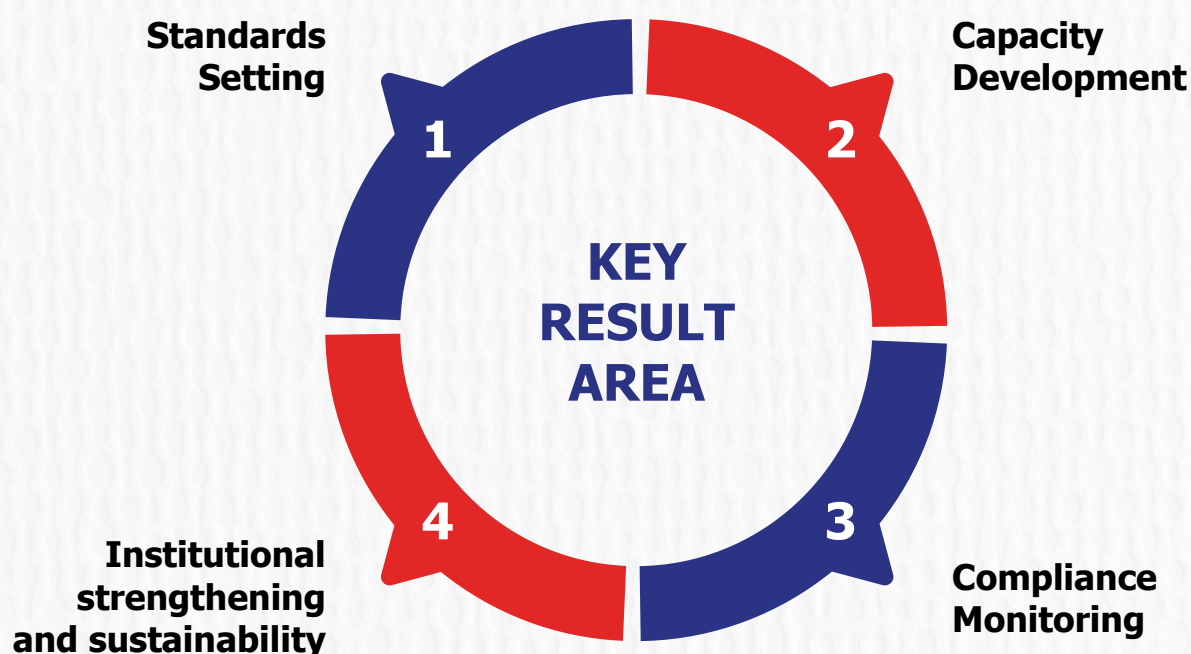 Standards
Setting
1
Capacity
Development
2
KEY
RESULT
AREA
3
Compliance
Monitoring
4
Institutional
strengthening
and sustainability